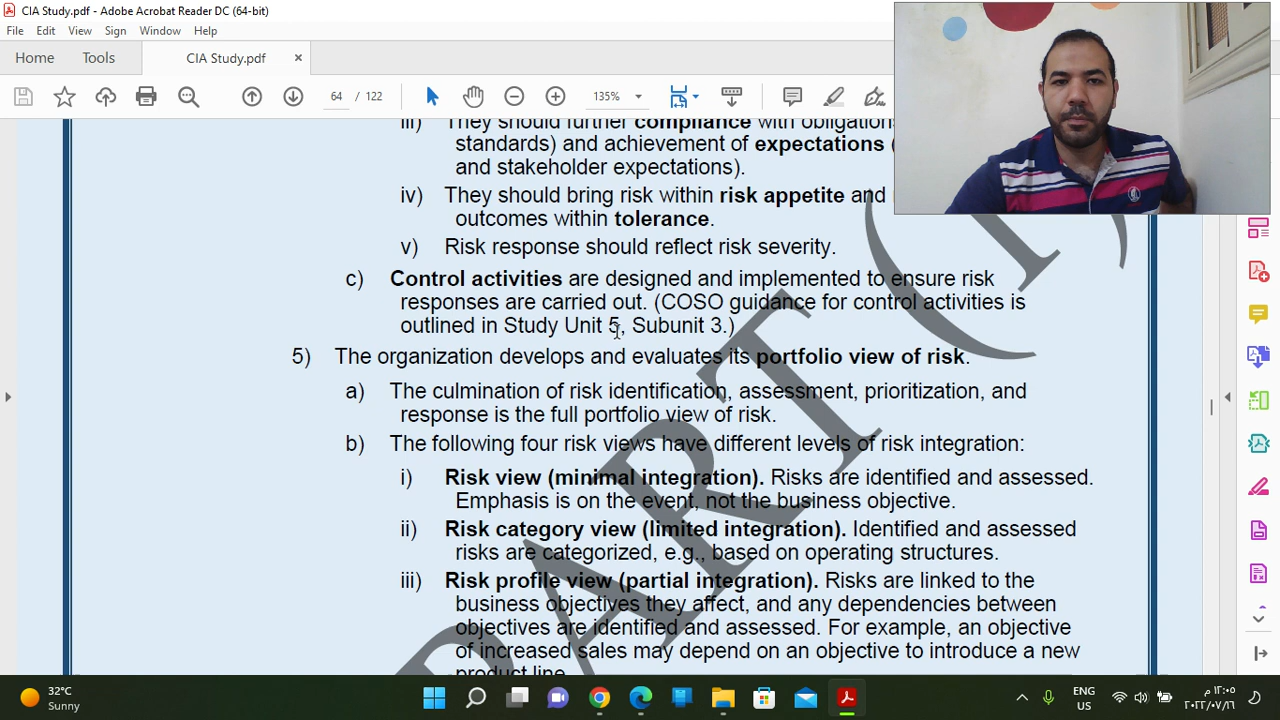 CIA Study.pdf - Adobe Acrobat Reader DC (64-bit)
File Edit View Sign Window Help
Home Tools CIA Study.pdf ×
64 / 122 135%
iii) They should further compliance with obligations
standards) and achievement of expectations (
and stakeholder expectations).
iv) They should bring risk within risk appetite and
outcomes within tolerance.
v) Risk response should reflect risk severity.
c) Control activities are designed and implemented to ensure risk
responses are carried out. (COSO guidance for control activities is
outlined in Study Unit 5, Subunit 3.)
5) The organization develops and evaluates its portfolio view of risk.
a) The culmination of risk identification, assessment, prioritization, and
response is the full portfolio view of risk.
b) The following four risk views have different levels of risk integration:
i) Risk view (minimal integration). Risks are identified and assessed.
Emphasis is on the event, not the business objective.
ii) Risk category view (limited integration). Identified and assessed
risks are categorized, e.g., based on operating structures.
iii) Risk profile view (partial integration). Risks are linked to the
business objectives they affect, and any dependencies between
objectives are identified and assessed. For example, an objective
of increased sales may depend on an objective to introduce a new
product line.
PART (1)
32°C
Sunny
ENG
US
١٢:٠٥ م
٢٠٢٢/٠٧/١٦